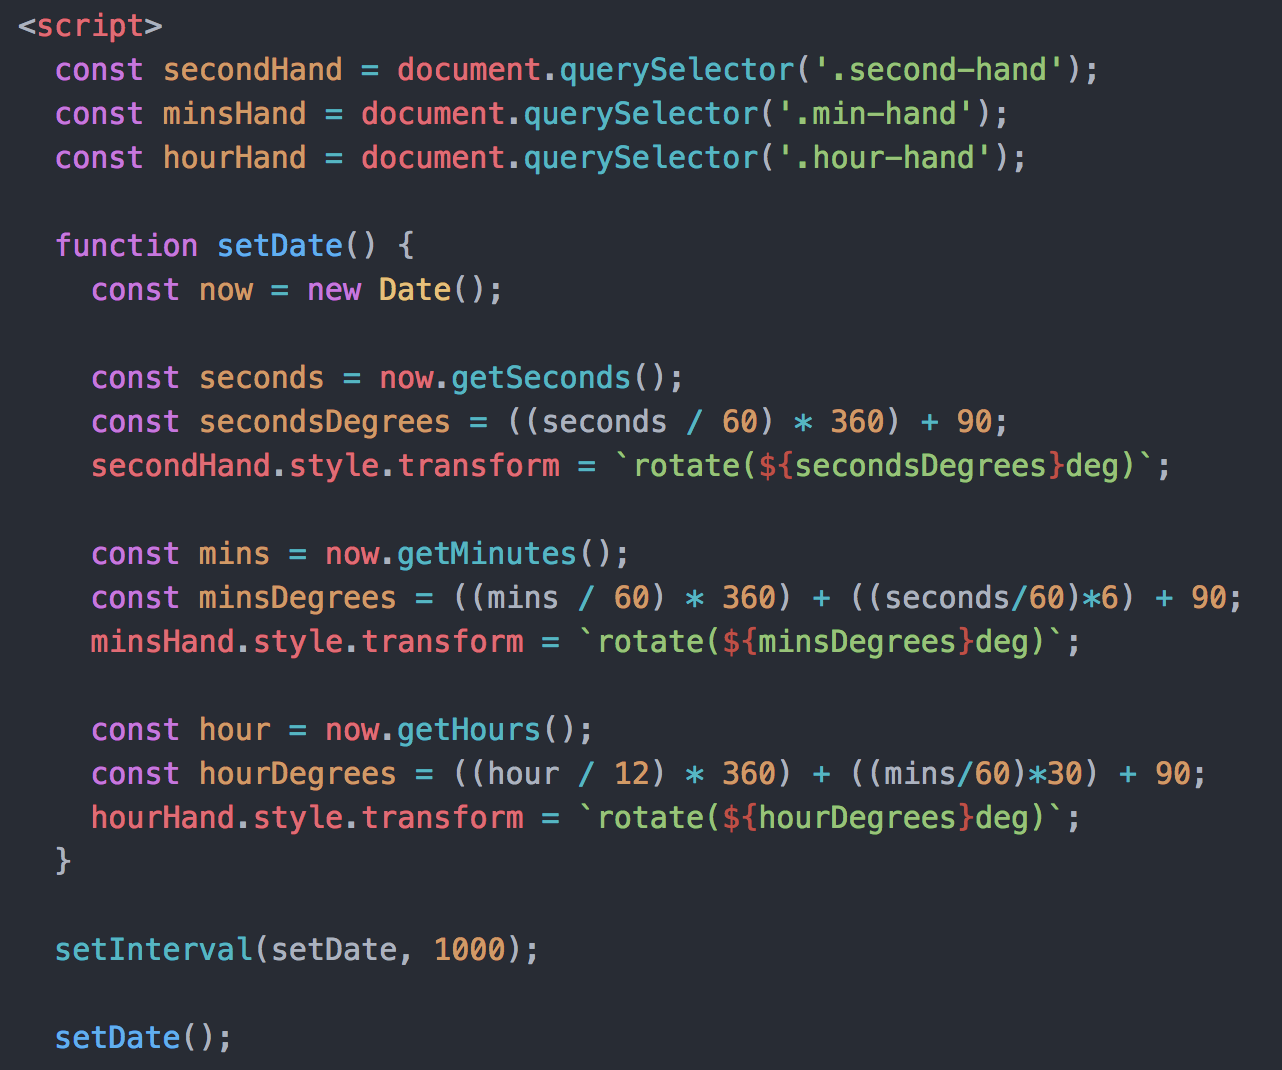 <script>
const secondHand = document.querySelector('.second-hand');
const minsHand = document.querySelector('.min-hand');
const hourHand = document.querySelector('.hour-hand');
function setDate() {
const now = new Date();
const seconds = now.getSeconds();
const secondsDegrees = ((seconds / 60) * 360) + 90;
secondHand.style.transform = `rotate(${secondsDegrees}deg)`;
const mins = now.getMinutes();
const minsDegrees = ((mins / 60) * 360) + ((seconds/60)*6) + 90;
minsHand.style.transform = `rotate(${minsDegrees}deg)`;
const hour = now.getHours();
const hourDegrees = ((hour / 12) * 360) + ((mins/60)*30) + 90;
hourHand.style.transform = `rotate(${hourDegrees}deg)`;
}
setInterval(setDate, 1000);
setDate();